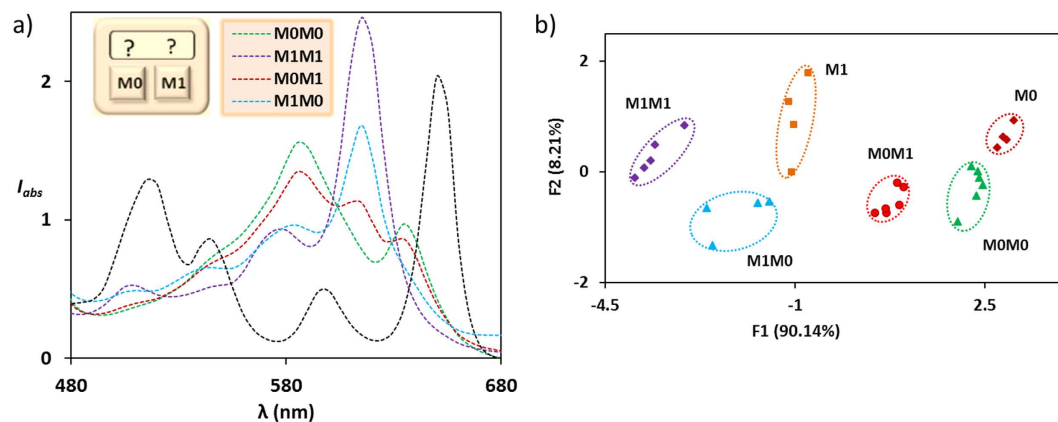 a)
2
1
0
I_abs
480
580
680
λ (nm)
? ?
M0 M1
M0M0
M1M1
M0M1
M1M0
b)
2
0
-2
F2 (8.21%)
-4.5
-1
2.5
F1 (90.14%)
M1M1
M1
M0
M0M1
M1M0
M0M0